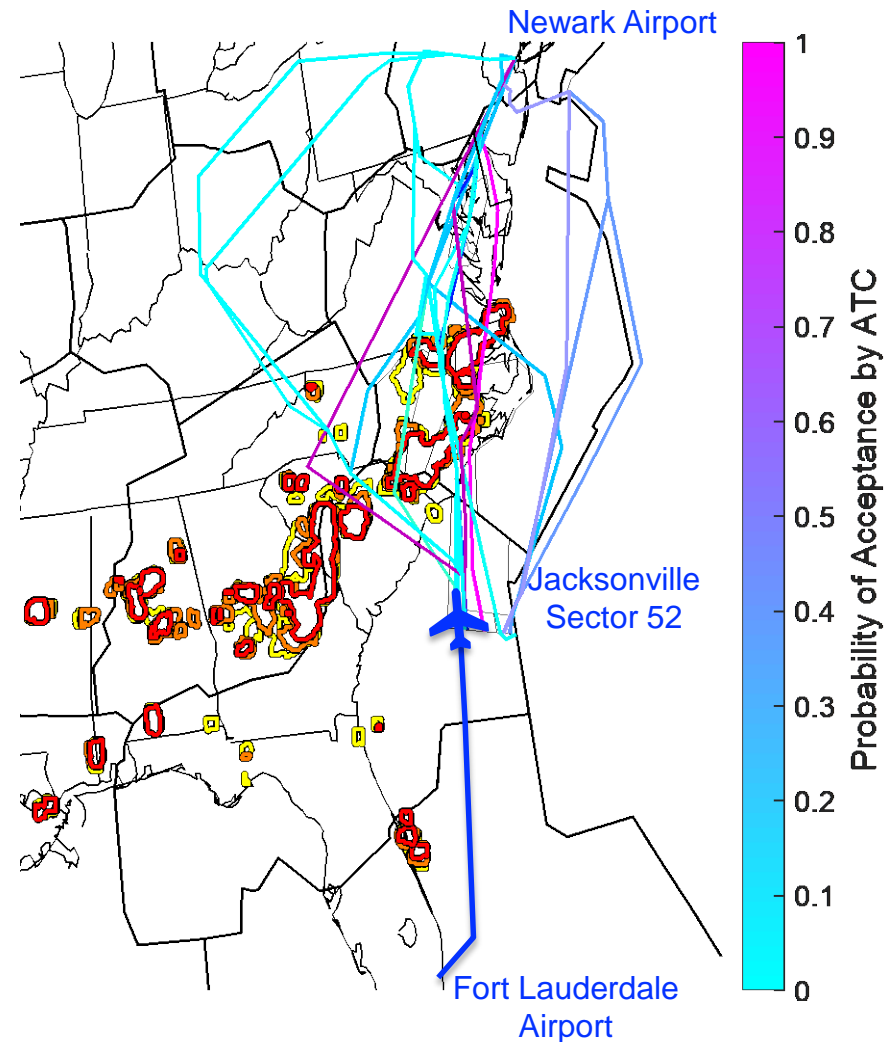 Newark Airport
1
0.9
0.8
0.7
0.6
0.5
0.4
0.3
0.2
0.1
0
Probability of Acceptance by ATC
Jacksonville
Sector 52
Fort Lauderdale
Airport